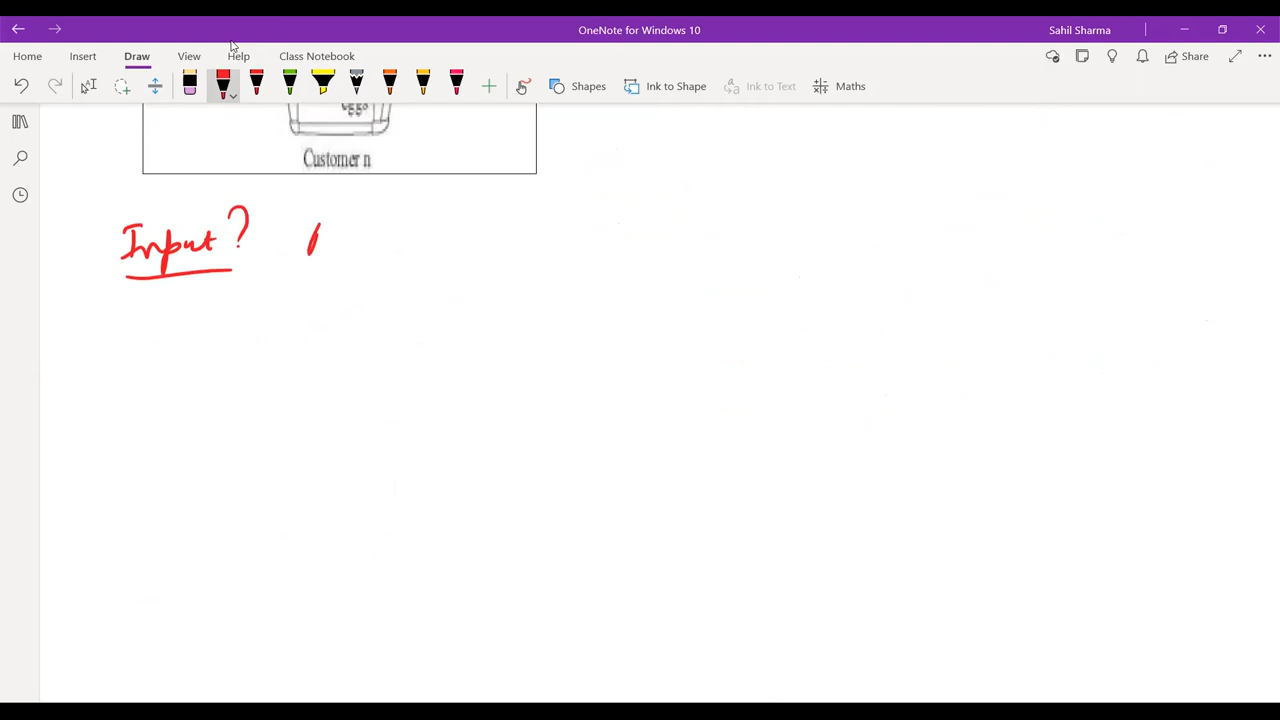 OneNote for Windows 10
Sahil Sharma
Home Insert Draw View Help Class Notebook
Share
Shapes Ink to Shape Ink to Text Maths
eggs
Customer n
Input?